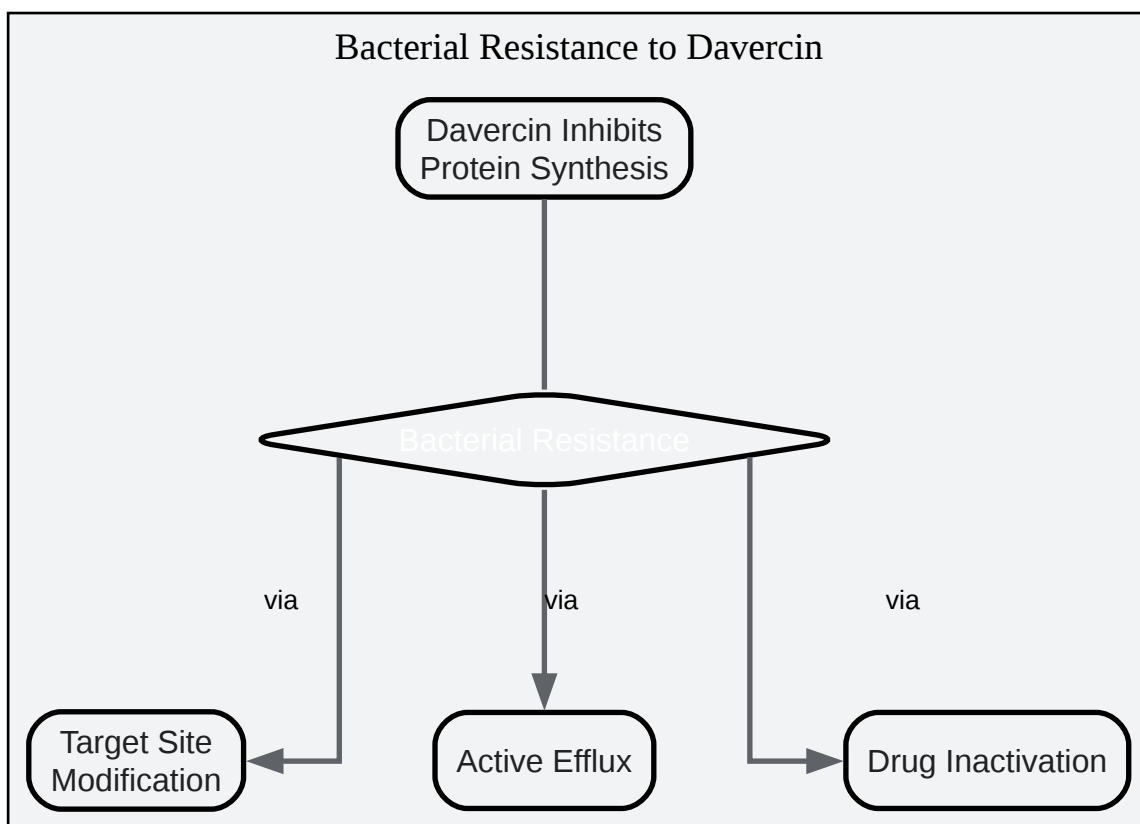 Bacterial Resistance to Davercin
Davercin Inhibits
Protein Synthesis
Bacterial Resistance
via
via
via
Target Site
Modification
Active Efflux
Drug Inactivation